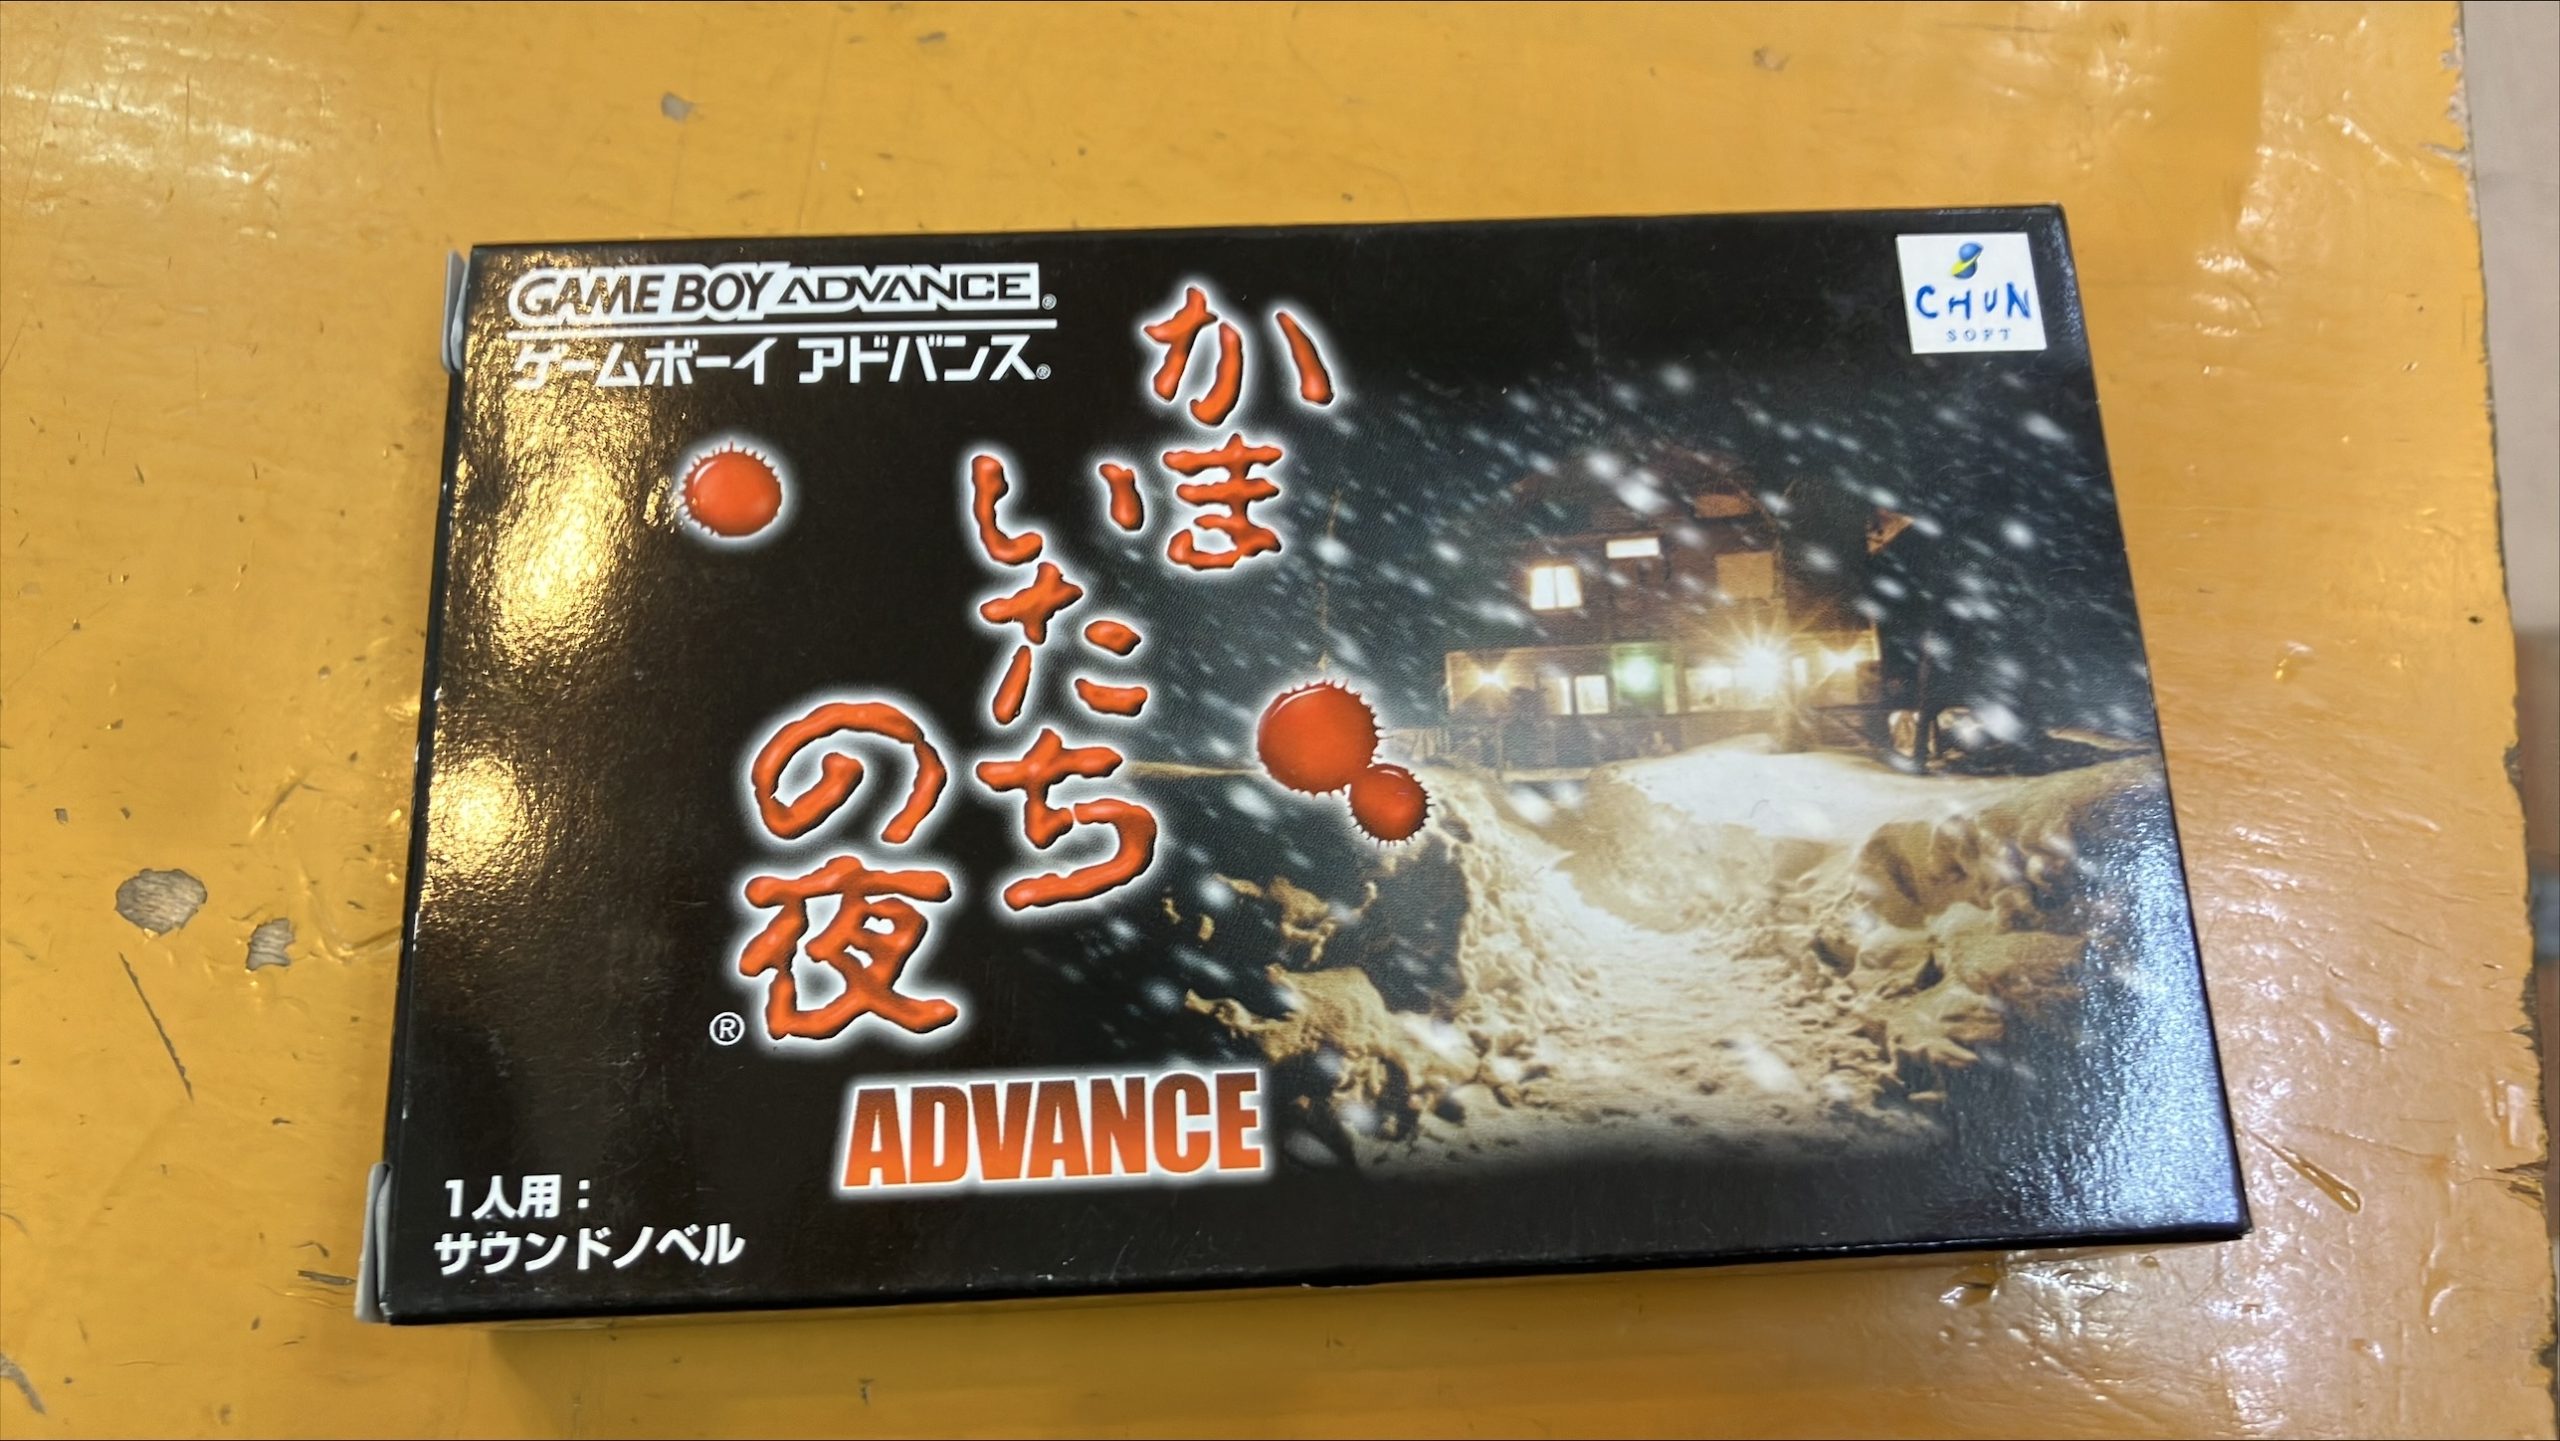 GAME BOY ADVANCE®
ゲームボーイ アドバンス®
CHUN
SOFT
かまいたち
の夜®
ADVANCE
1人用：
サウンドノベル